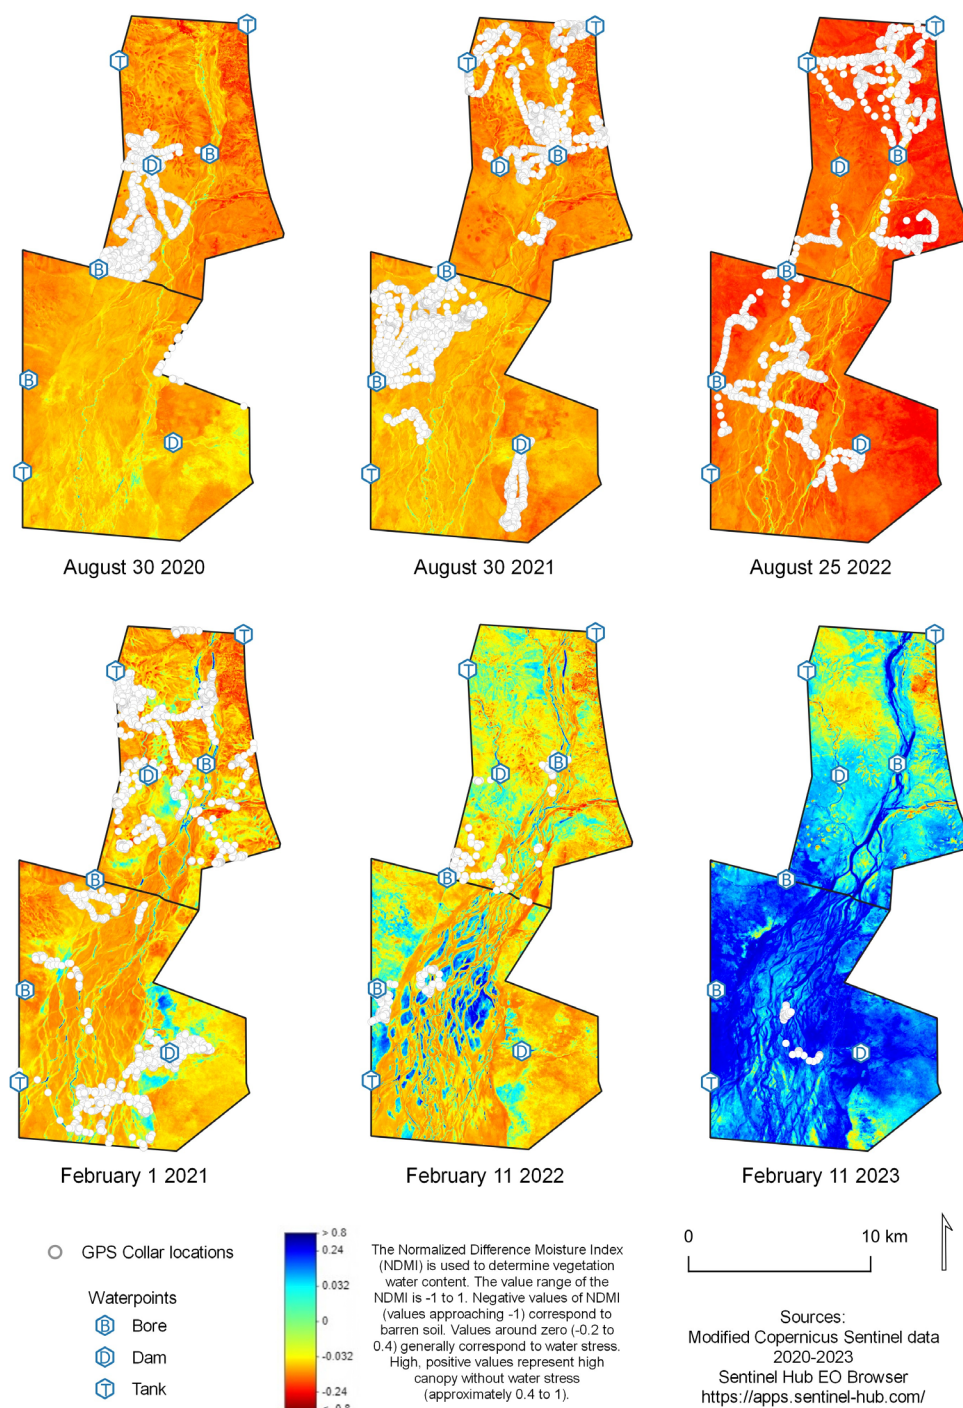 T
T
D
B
B
B
D
T
August 30 2020
T
T
D
B
B
B
D
T
August 30 2021
T
T
D
B
B
B
D
T
August 25 2022
T
T
D
B
B
B
D
T
February 1 2021
T
T
D
B
B
B
D
T
February 11 2022
T
T
D
B
B
B
D
T
February 11 2023
GPS Collar locations
Waterpoints
B Bore
D Dam
T Tank
> 0.8
0.24
0.032
0
-0.032
-0.24
< -0.8
The Normalized Difference Moisture Index
(NDMI) is used to determine vegetation
water content. The value range of the
NDMI is -1 to 1. Negative values of NDMI
(values approaching -1) correspond to
barren soil. Values around zero (-0.2 to
0.4) generally correspond to water stress.
High, positive values represent high
canopy without water stress
(approximately 0.4 to 1).
0 10 km
Sources:
Modified Copernicus Sentinel data
2020-2023
Sentinel Hub EO Browser
https://apps.sentinel-hub.com/